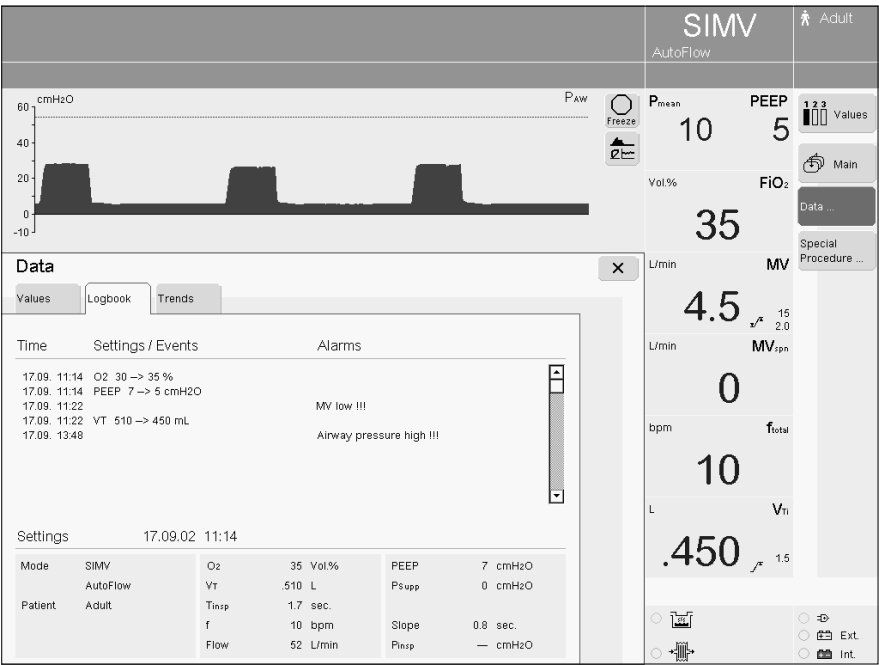 SIMV
AutoFlow
Adult
cmH2O
PAW
60
40
20
0
-10
Freeze
Pmean
PEEP
10
5
Vol.%
FiO2
35
L/min
MV
4.5
15
2.0
L/min
MVspn
0
bpm
ftotal
10
L
VTi
.450
1.5
1 2 3
Values
Main
Data ...
Special
Procedure ...
Ext.
Int.
Data
Values
Logbook
Trends
Time Settings / Events Alarms
17.09. 11:14 O2 30 --> 35 %
17.09. 11:14 PEEP 7 --> 5 cmH2O
17.09. 11:22 MV low !!!
17.09. 11:22 VT 510 --> 450 mL
17.09. 13:48 Airway pressure high !!!
Settings 17.09.02 11:14
Mode SIMV O2 35 Vol.% PEEP 7 cmH2O
AutoFlow VT .510 L Psupp 0 cmH2O
Patient Adult Tinsp 1.7 sec.
f 10 bpm Slope 0.8 sec.
Flow 52 L/min Pinsp — cmH2O